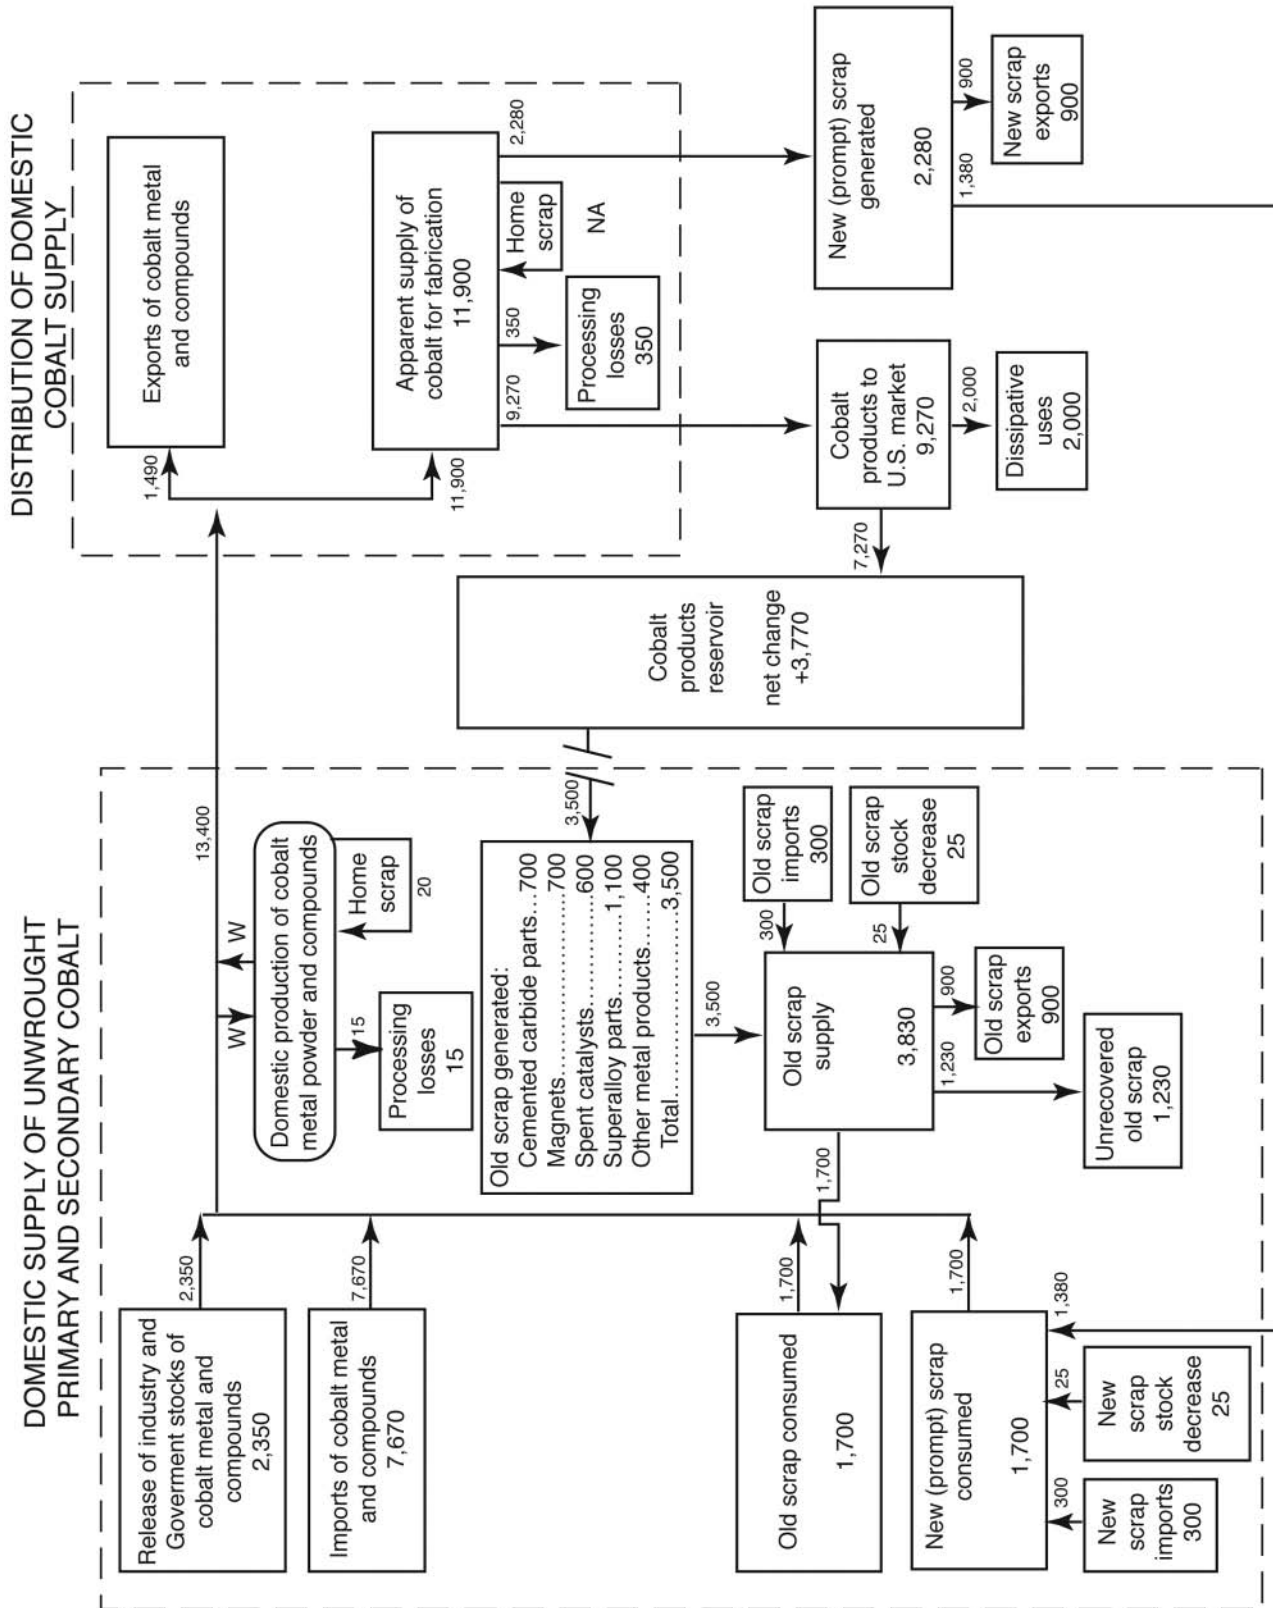 DOMESTIC SUPPLY OF UNWROUGHT
PRIMARY AND SECONDARY COBALT
Release of industry and
Goverment stocks of
cobalt metal and
compounds
2,350
2,350
Imports of cobalt metal
and compounds
7,670
7,670
13,400
W
W
Domestic production of cobalt
metal powder and compounds
Home
scrap
20
15
Processing
losses
15
3,500
Old scrap generated:
Cemented carbide parts...700
Magnets...................700
Spent catalysts.............600
Superalloy parts........1,100
Other metal products......400
Total.....................3,500
3,500
Old scrap
imports
300
300
Old scrap
stock
decrease
25
25
Old scrap
supply
3,830
900
Old scrap
exports
900
1,230
Unrecovered
old scrap
1,230
1,700
Old scrap consumed
1,700
1,700
New (prompt) scrap
consumed
1,700
1,700
300
25
1,380
New
scrap
imports
300
New
scrap
stock
decrease
25
DISTRIBUTION OF DOMESTIC
COBALT SUPPLY
1,490
Exports of cobalt metal
and compounds
11,900
Apparent supply of
cobalt for fabrication
11,900
9,270
350
2,280
Processing
losses
350
Home
scrap
NA
Cobalt
products
reservoir
net change
+3,770
7,270
Cobalt
products to
U.S. market
9,270
2,000
Dissipative
uses
2,000
New (prompt) scrap
generated
2,280
1,380
900
New scrap
exports
900